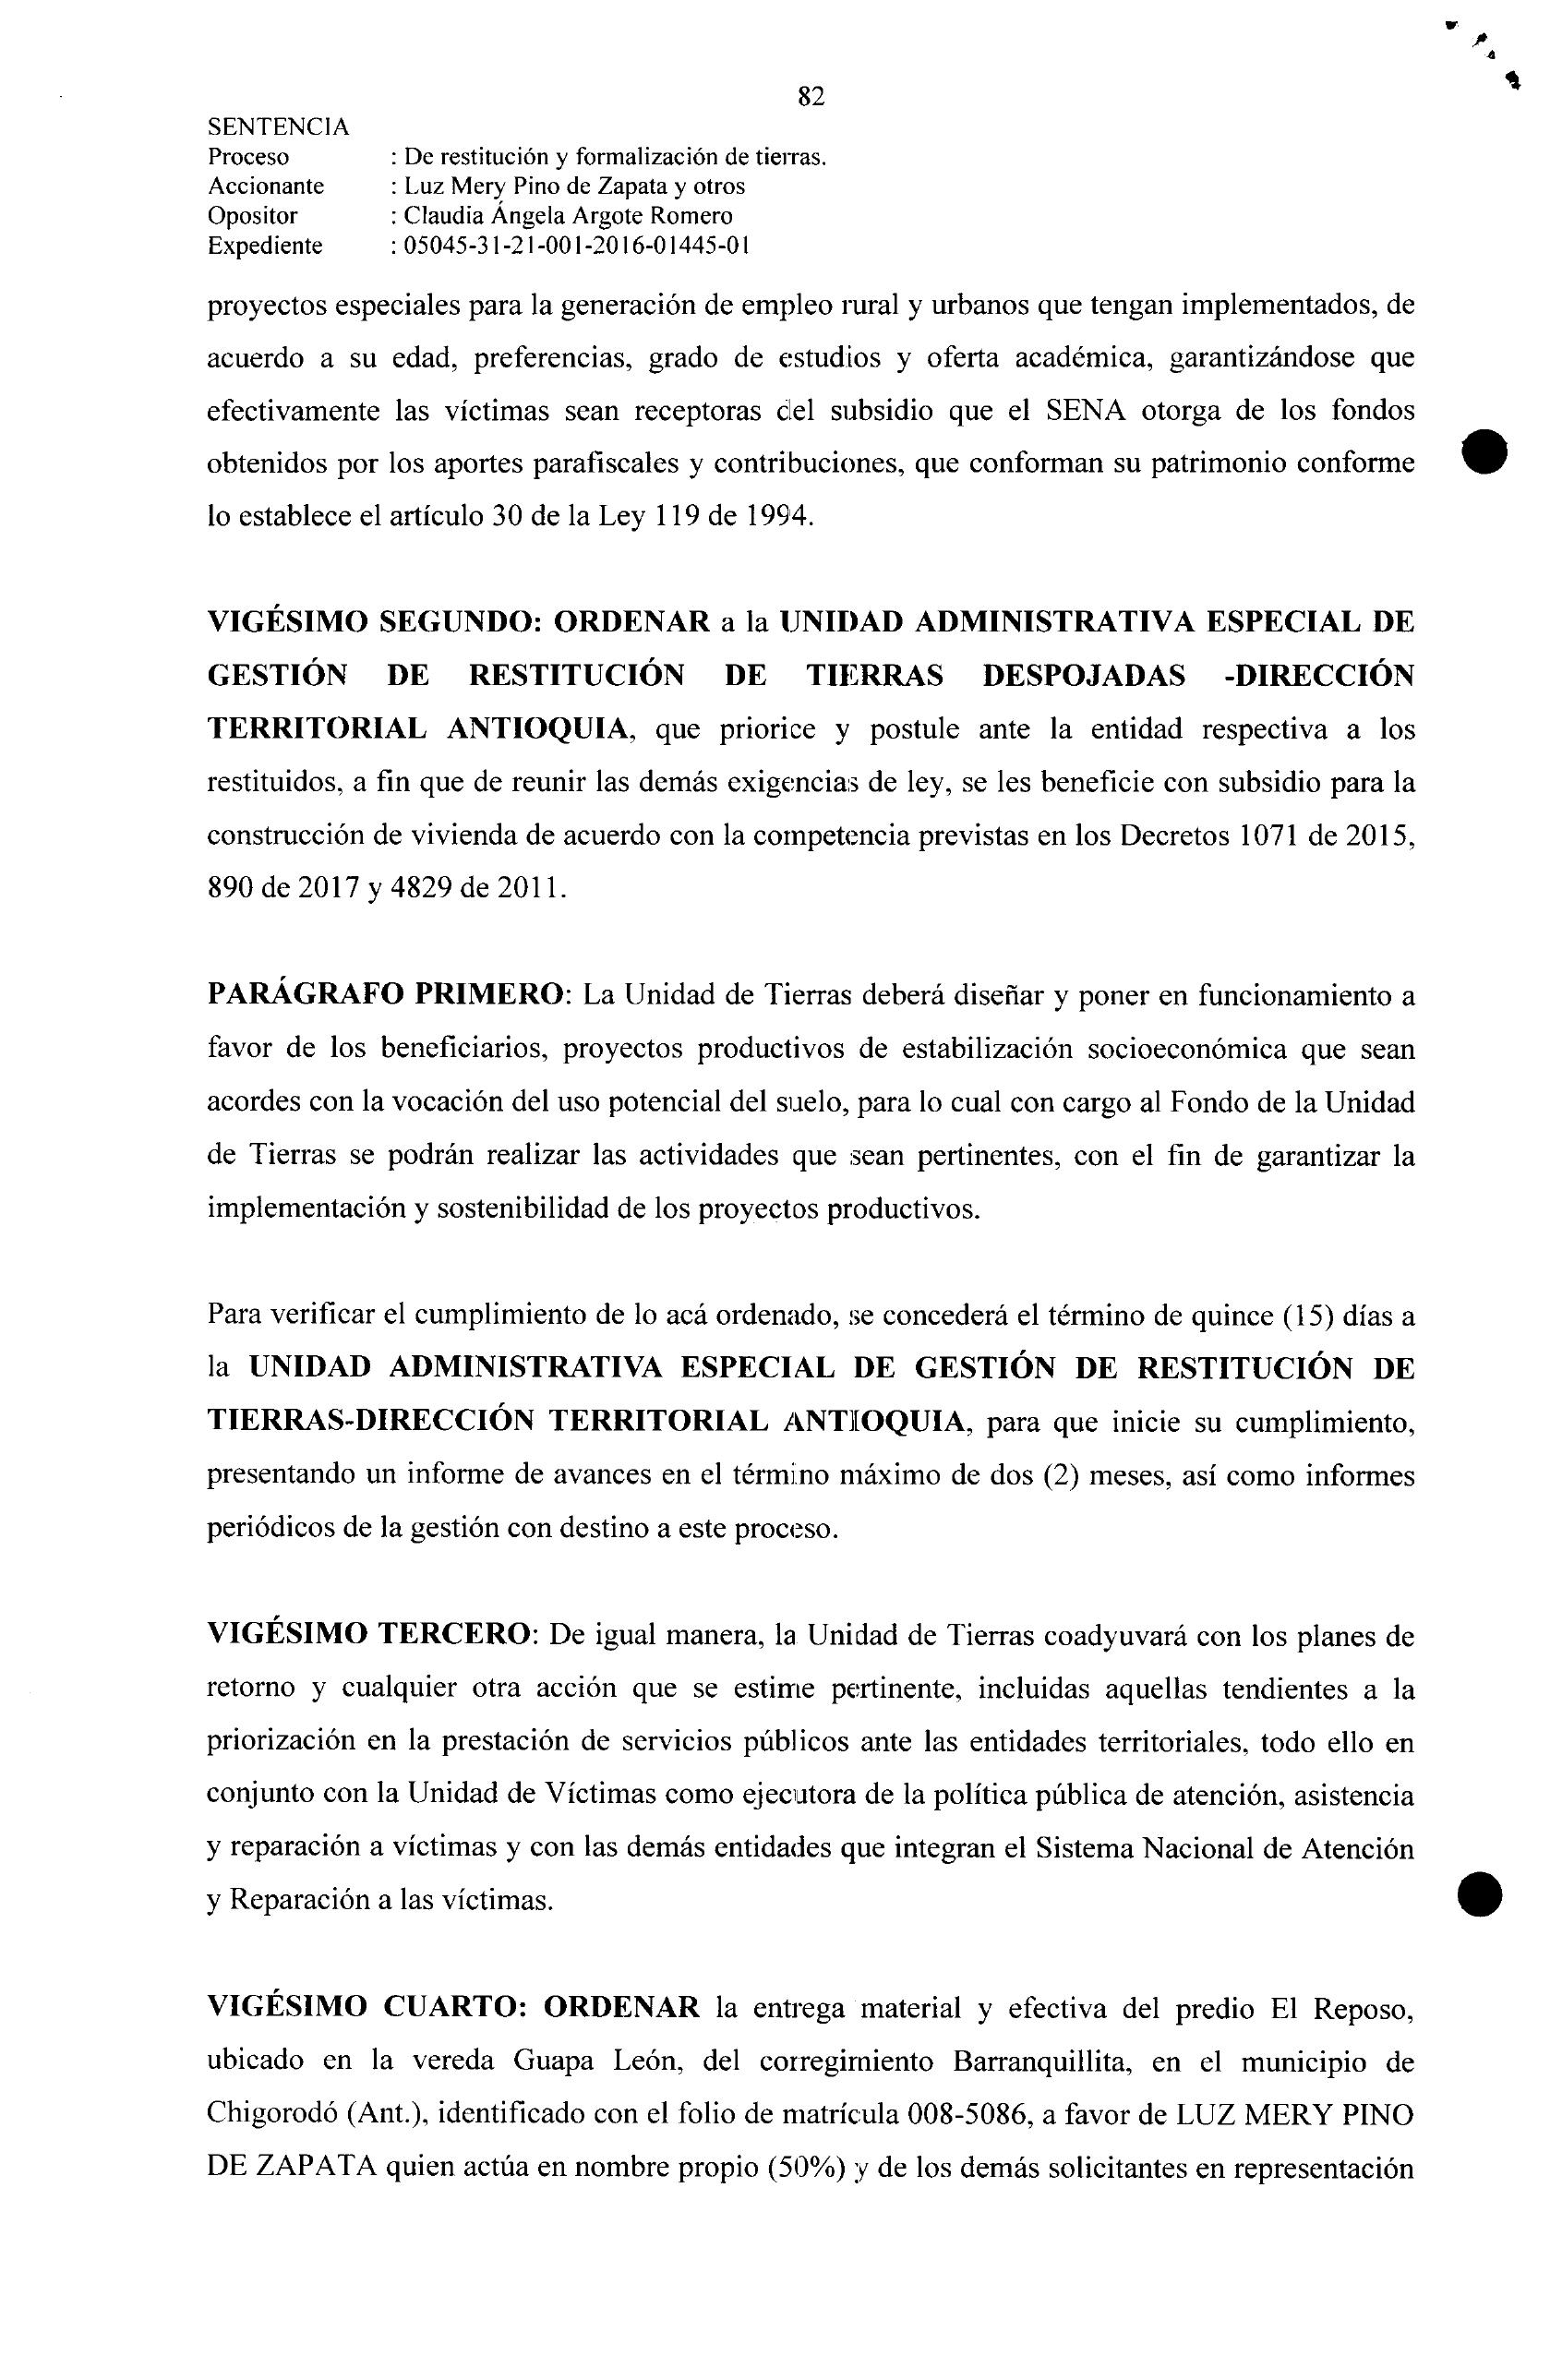 82
SENTENCIA
Proceso : De restitución y formalización de tierras.
Accionante : Luz Mery Pino de Zapata y otros
Opositor : Claudia Ángela Argote Romero
Expediente : 05045-31-21-001-2016-01445-01
proyectos especiales para la generación de empleo rural y urbanos que tengan implementados, de
acuerdo a su edad, preferencias, grado de estudios y oferta académica, garantizándose que
efectivamente las víctimas sean receptoras del subsidio que el SENA otorga de los fondos
obtenidos por los aportes parafiscales y contribuciones, que conforman su patrimonio conforme
lo establece el artículo 30 de la Ley 119 de 1994.
VIGÉSIMO SEGUNDO: ORDENAR a la UNIDAD ADMINISTRATIVA ESPECIAL DE
GESTIÓN DE RESTITUCIÓN DE TIERRAS DESPOJADAS -DIRECCIÓN
TERRITORIAL ANTIOQUIA, que priorice y postule ante la entidad respectiva a los
restituidos, a fin que de reunir las demás exigencias de ley, se les beneficie con subsidio para la
construcción de vivienda de acuerdo con la competencia previstas en los Decretos 1071 de 2015,
890 de 2017 y 4829 de 2011.
PARÁGRAFO PRIMERO: La Unidad de Tierras deberá diseñar y poner en funcionamiento a
favor de los beneficiarios, proyectos productivos de estabilización socioeconómica que sean
acordes con la vocación del uso potencial del suelo, para lo cual con cargo al Fondo de la Unidad
de Tierras se podrán realizar las actividades que sean pertinentes, con el fin de garantizar la
implementación y sostenibilidad de los proyectos productivos.
Para verificar el cumplimiento de lo acá ordenado, se concederá el término de quince (15) días a
la UNIDAD ADMINISTRATIVA ESPECIAL DE GESTIÓN DE RESTITUCIÓN DE
TIERRAS-DIRECCIÓN TERRITORIAL ANTIOQUIA, para que inicie su cumplimiento,
presentando un informe de avances en el término máximo de dos (2) meses, así como informes
periódicos de la gestión con destino a este proceso.
VIGÉSIMO TERCERO: De igual manera, la Unidad de Tierras coadyuvará con los planes de
retorno y cualquier otra acción que se estime pertinente, incluidas aquellas tendientes a la
priorización en la prestación de servicios públicos ante las entidades territoriales, todo ello en
conjunto con la Unidad de Víctimas como ejecutora de la política pública de atención, asistencia
y reparación a víctimas y con las demás entidades que integran el Sistema Nacional de Atención
y Reparación a las víctimas.
VIGÉSIMO CUARTO: ORDENAR la entrega material y efectiva del predio El Reposo,
ubicado en la vereda Guapa León, del corregimiento Barranquillita, en el municipio de
Chigorodó (Ant.), identificado con el folio de matrícula 008-5086, a favor de LUZ MERY PINO
DE ZAPATA quien actúa en nombre propio (50%) y de los demás solicitantes en representación